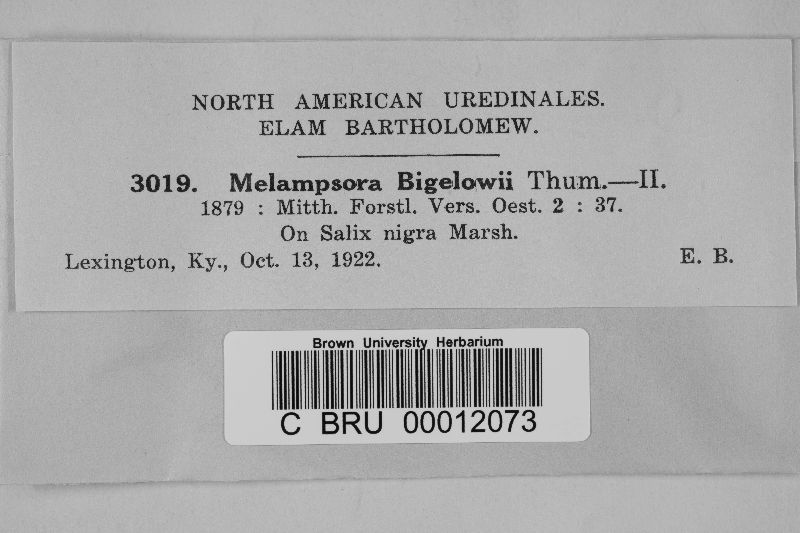 NORTH AMERICAN UREDINALES.
ELAM BARTHOLOMEW.
3019. Melampsora Bigelowii Thum.—II.
1879 : Mitth. Forstl. Vers. Oest. 2 : 37.
On Salix nigra Marsh.
Lexington, Ky., Oct. 13, 1922. E. B.
Brown University Herbarium
C BRU 00012073